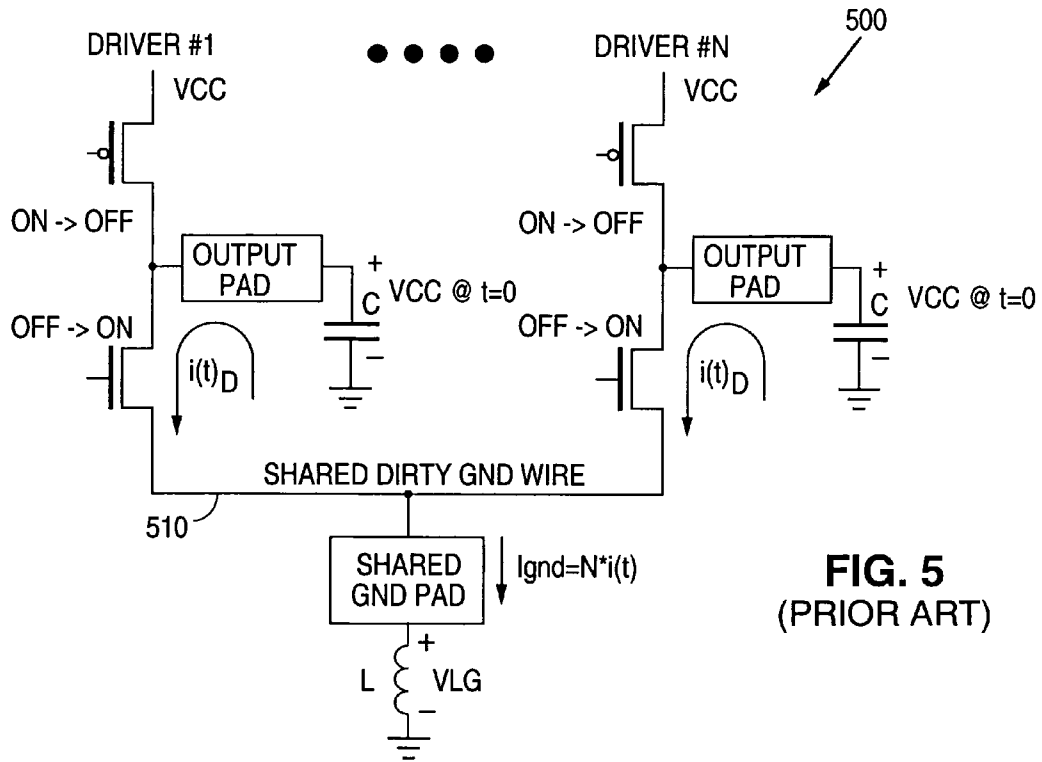 500
DRIVER #1
DRIVER #N
VCC
VCC
ON -> OFF
ON -> OFF
OUTPUT
PAD
+
C
VCC @ t=0
−
OUTPUT
PAD
+
C
VCC @ t=0
−
OFF -> ON
OFF -> ON
i(t)D
i(t)D
SHARED DIRTY GND WIRE
510
SHARED
GND PAD
Ignd=N*i(t)
+
L
VLG
−
FIG. 5
(PRIOR ART)